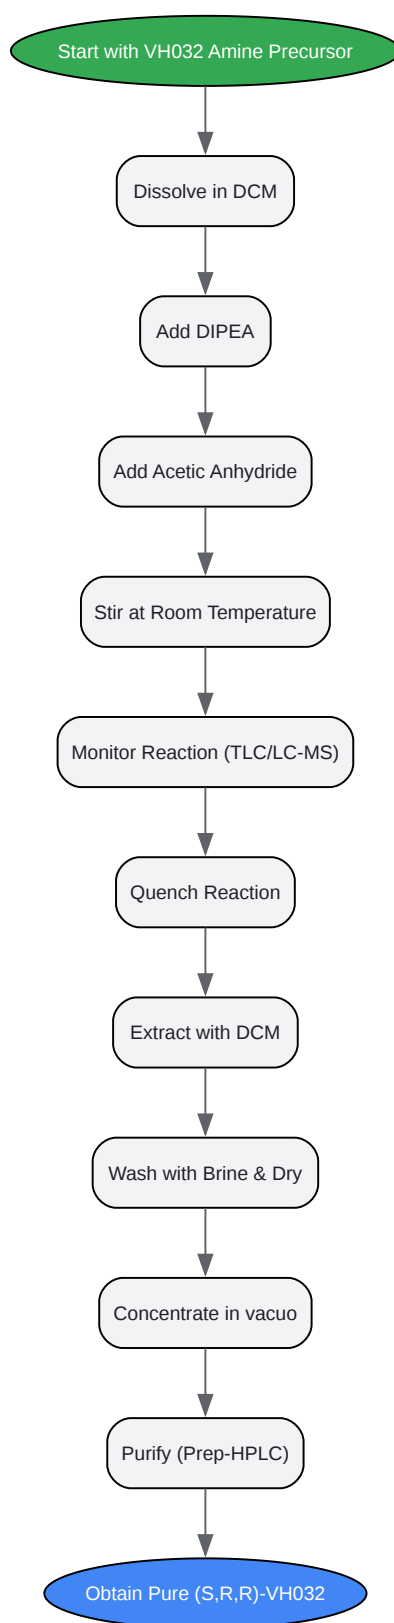 Start with VH032 Amine Precursor
Dissolve in DCM
Add DIPEA
Add Acetic Anhydride
Stir at Room Temperature
Monitor Reaction (TLC/LC-MS)
Quench Reaction
Extract with DCM
Wash with Brine & Dry
Concentrate in vacuo
Purify (Prep-HPLC)
Obtain Pure (S,R,R)-VH032